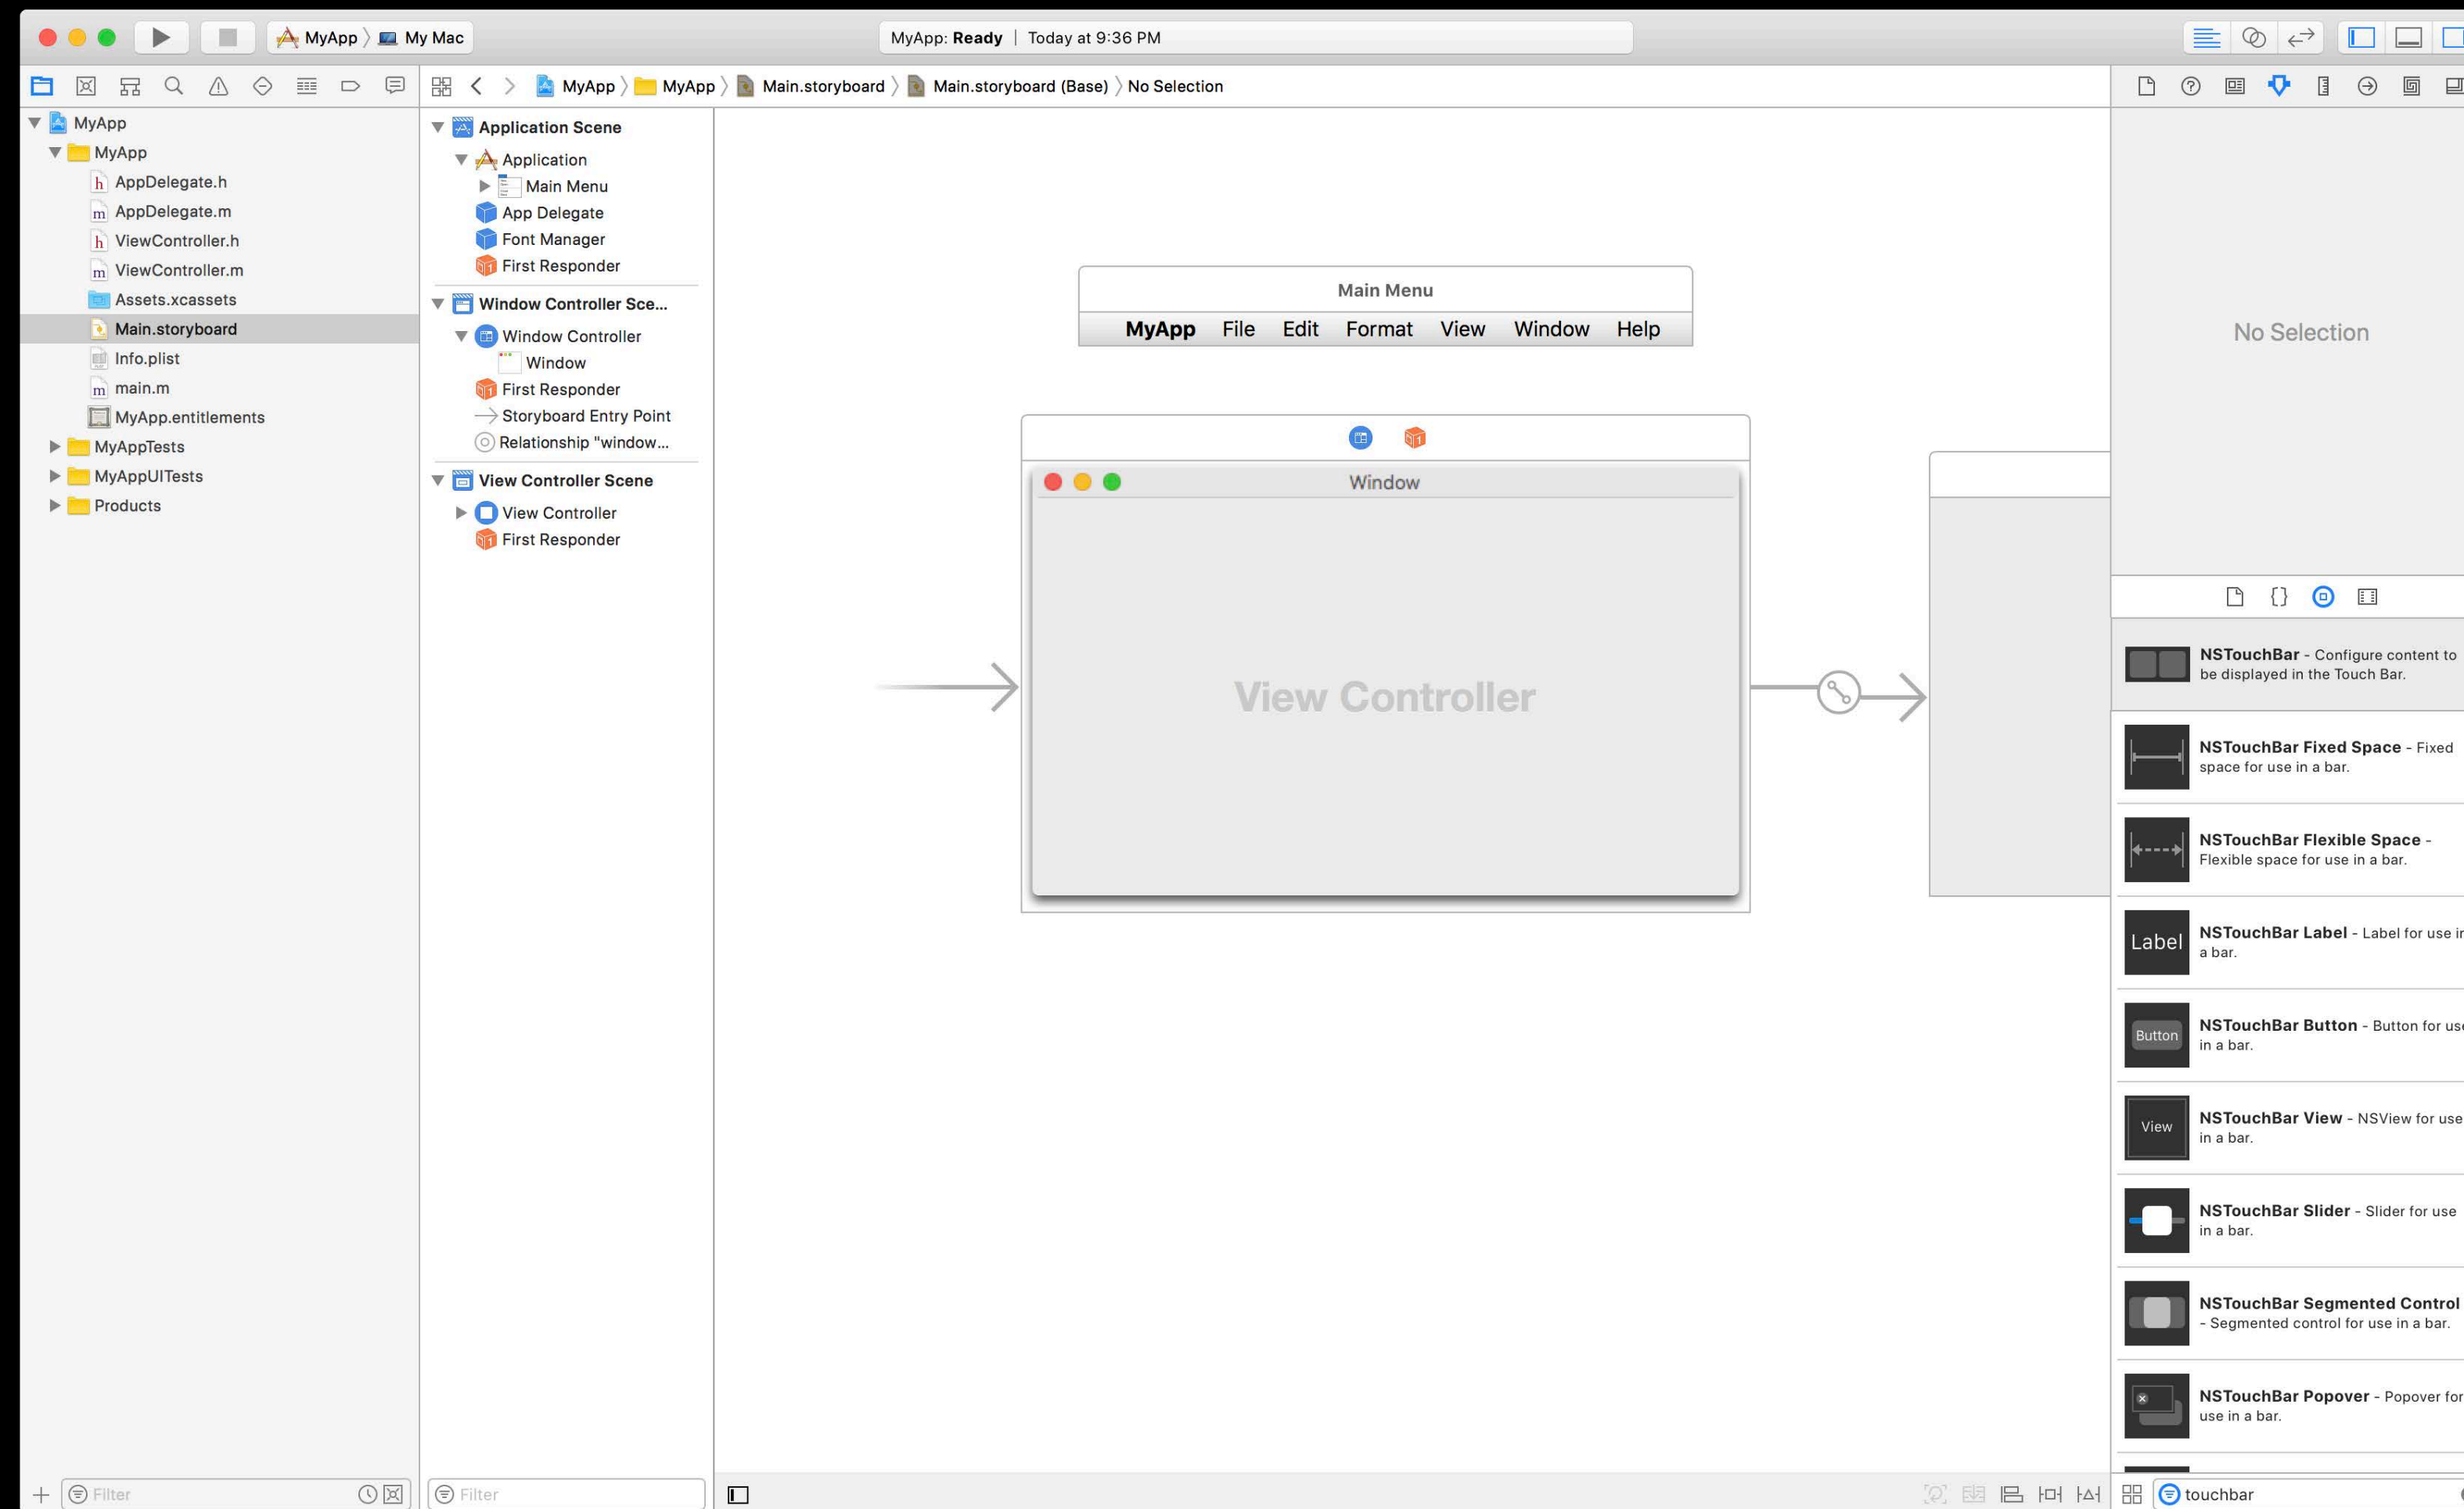 MyApp
My Mac
MyApp: Ready | Today at 9:36 PM
MyApp
MyApp
Main.storyboard
Main.storyboard (Base)
No Selection
MyApp
MyApp
AppDelegate.h
AppDelegate.m
ViewController.h
ViewController.m
Assets.xcassets
Main.storyboard
Info.plist
main.m
MyApp.entitlements
MyAppTests
MyAppUITests
Products
Filter
Application Scene
Application
Main Menu
App Delegate
Font Manager
First Responder
Window Controller Sce...
Window Controller
Window
First Responder
Storyboard Entry Point
Relationship "window...
View Controller Scene
View Controller
First Responder
Filter
Main Menu
MyApp File Edit Format View Window Help
Window
View Controller
No Selection
NSTouchBar - Configure content to
be displayed in the Touch Bar.
NSTouchBar Fixed Space - Fixed
space for use in a bar.
NSTouchBar Flexible Space -
Flexible space for use in a bar.
Label
NSTouchBar Label - Label for use in
a bar.
Button
NSTouchBar Button - Button for use
in a bar.
View
NSTouchBar View - NSView for use
in a bar.
NSTouchBar Slider - Slider for use
in a bar.
NSTouchBar Segmented Control
- Segmented control for use in a bar.
NSTouchBar Popover - Popover for
use in a bar.
touchbar